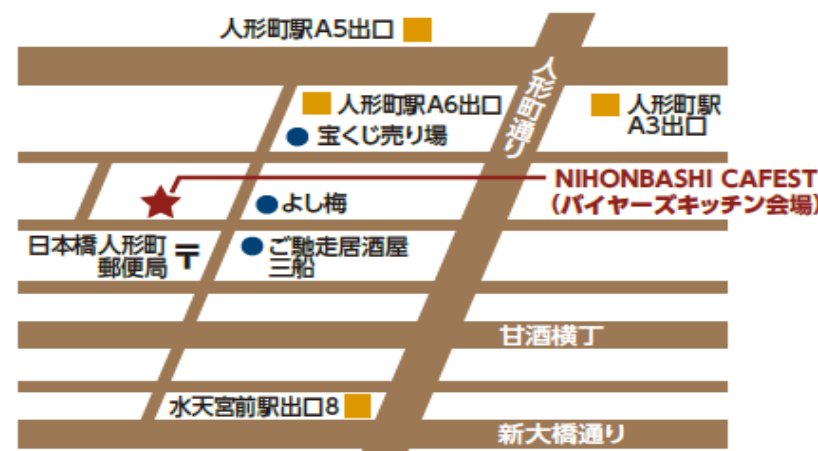 人形町駅A5出口
人形町通り
人形町駅A6出口
人形町駅
A3出口
宝くじ売り場
NIHONBASHI CAFEST
(バイヤーズキッチン会場)
よし梅
日本橋人形町
郵便局
〒
ご馳走居酒屋
三船
甘酒横丁
水天宮前駅出口8
新大橋通り